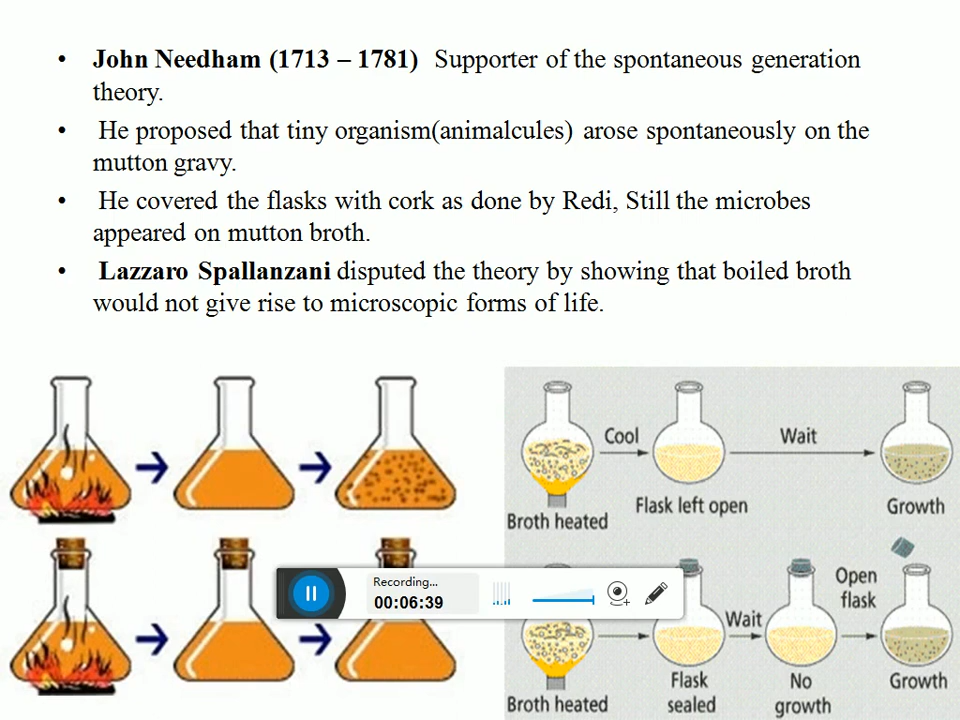 • John Needham (1713 – 1781) Supporter of the spontaneous generation
theory.
• He proposed that tiny organism(animalcules) arose spontaneously on the
mutton gravy.
• He covered the flasks with cork as done by Redi, Still the microbes
appeared on mutton broth.
• Lazzaro Spallanzani disputed the theory by showing that boiled broth
would not give rise to microscopic forms of life.
Cool
Wait
Broth heated
Flask left open
Growth
Recording...
00:06:39
Open
flask
Wait
Broth heated
Flask
sealed
No
growth
Growth